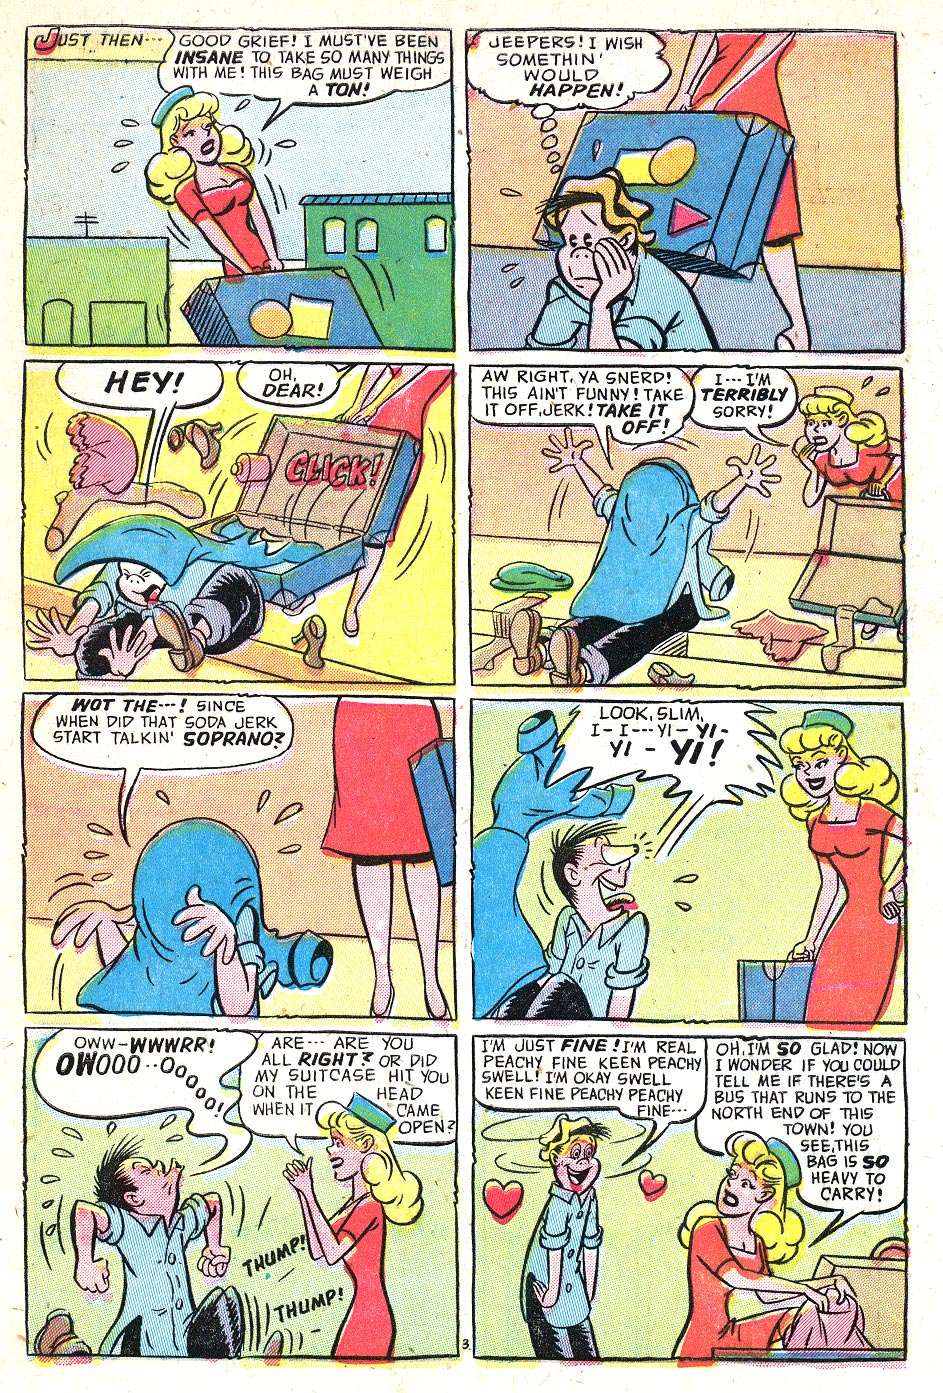 JUST THEN---
GOOD GRIEF! I MUST'VE BEEN
INSANE TO TAKE SO MANY THINGS
WITH ME! THIS BAG MUST WEIGH
A TON!
JEEPERS! I WISH
SOMETHIN'
WOULD
HAPPEN!
HEY!
OH,
DEAR!
CLICK!
AW RIGHT, YA SNERD!
THIS AIN'T FUNNY! TAKE
IT OFF, JERK! TAKE IT
OFF!
I---I'M
TERRIBLY
SORRY!
WOT THE---! SINCE
WHEN DID THAT SODA JERK
START TALKIN' SOPRANO?
LOOK, SLIM,
I-I---YI-YI-
YI-YI!
OWW-WWWRR!
OWOOO--OOOOO!
ARE--- ARE YOU
ALL RIGHT? OR DID
MY SUITCASE HIT YOU
ON THE HEAD
WHEN IT CAME
OPEN?
THUMP!
THUMP!
I'M JUST FINE! I'M REAL
PEACHY FINE KEEN PEACHY
SWELL! I'M OKAY SWELL
KEEN FINE PEACHY PEACHY
FINE---
OH, I'M SO GLAD! NOW
I WONDER IF YOU COULD
TELL ME IF THERE'S A
BUS THAT RUNS TO THE
NORTH END OF THIS
TOWN! YOU
SEE, THIS
BAG IS SO
HEAVY TO
CARRY!
3